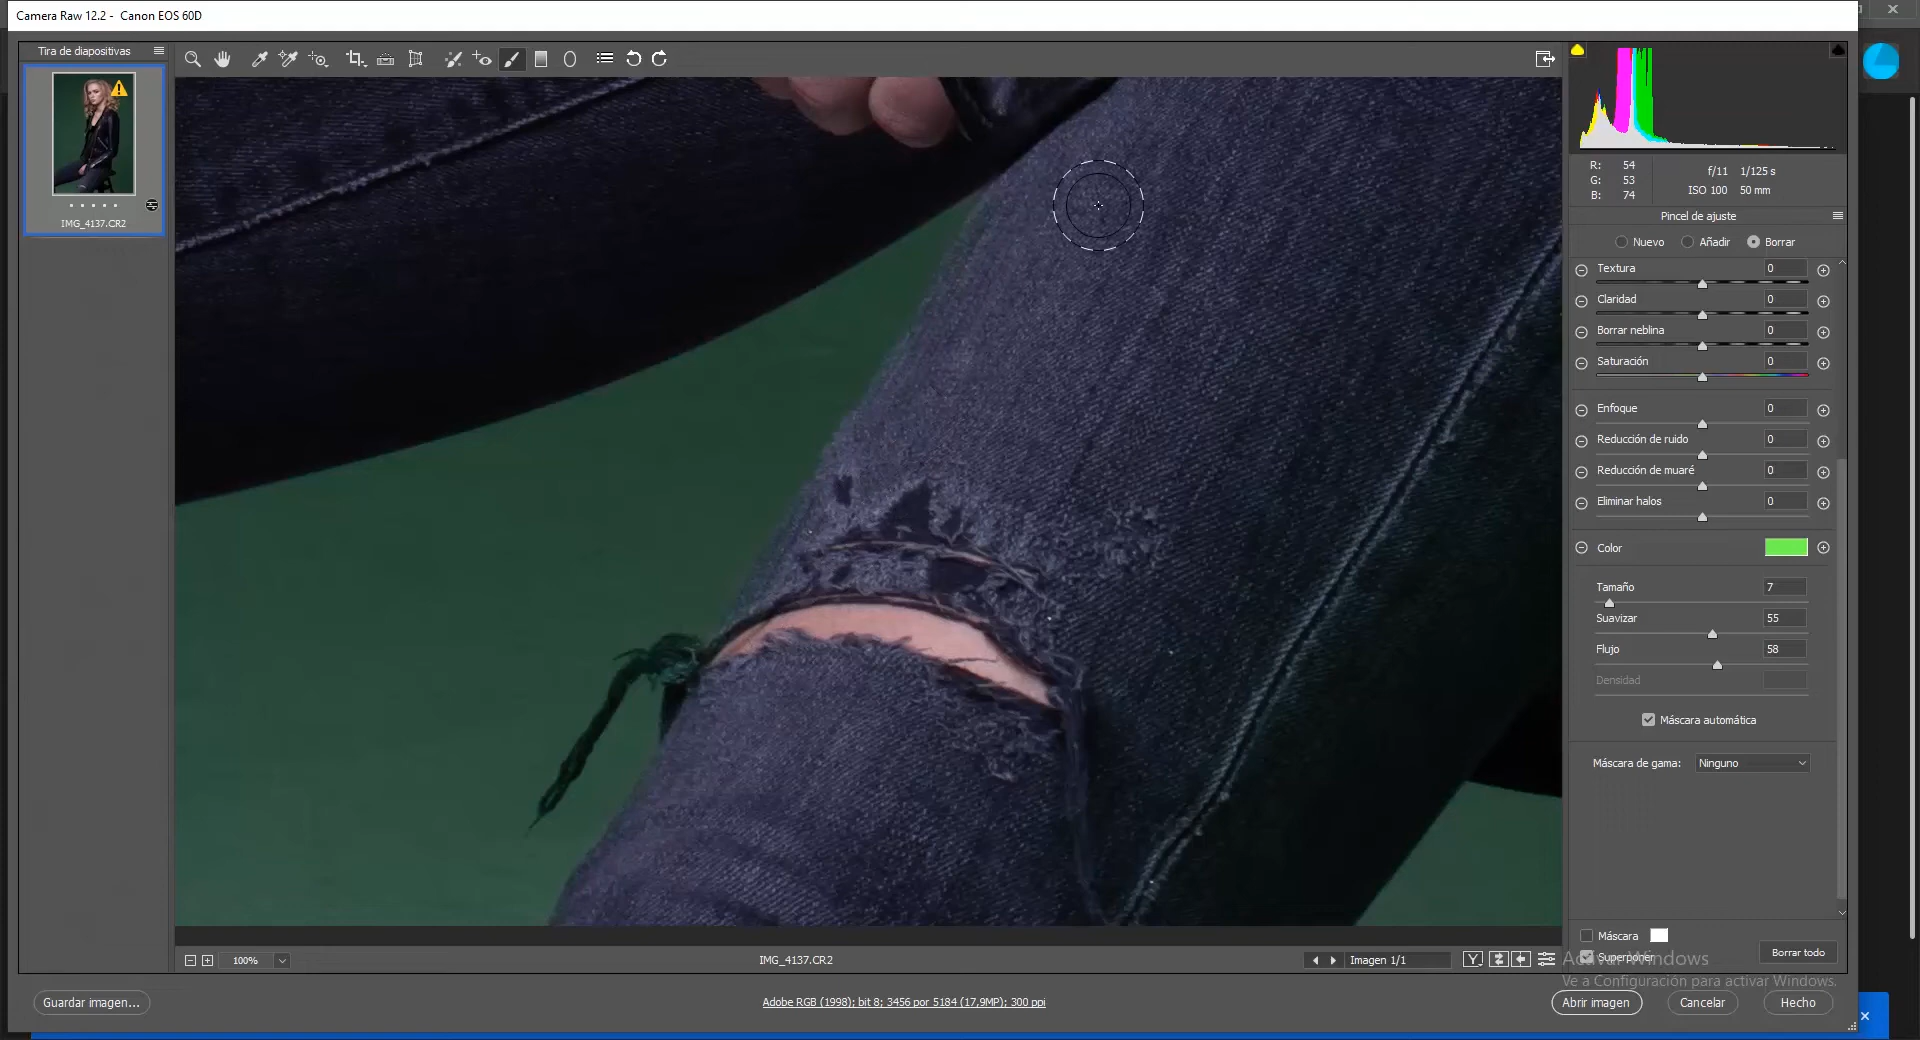 Camera Raw 12.2 - Canon EOS 60D
Tira de diapositivas
IMG_4137.CR2
R: 54
G: 53
B: 74
f/11 1/125 s
ISO 100 50 mm
Pincel de ajuste
Nuevo Añadir Borrar
Textura 0
Claridad 0
Borrar neblina 0
Saturación 0
Enfoque 0
Reducción de ruido 0
Reducción de muaré 0
Eliminar halos 0
Color
Tamaño 7
Suavizar 55
Flujo 58
Densidad
Máscara automática
Máscara de gama: Ninguno
Máscara
Superponer
Borrar todo
Activar Windows
Ve a Configuración para activar Windows.
100%
IMG_4137.CR2
Imagen 1/1
Y
Guardar imagen...
Adobe RGB (1998); bit 8; 3456 por 5184 (17,9MP); 300 ppi
Abrir imagen Cancelar Hecho